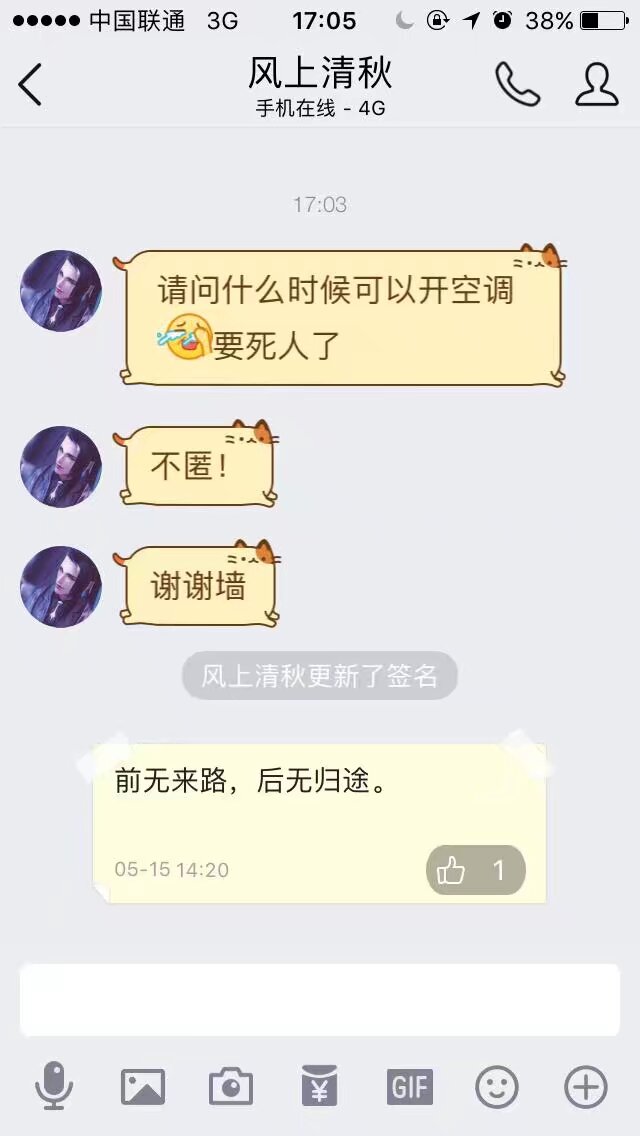 中国联通 3G 17:05 38%
风上清秋
手机在线 - 4G
17:03
请问什么时候可以开空调
要死人了
不匿！
谢谢墙
风上清秋更新了签名
前无来路，后无归途。
05-15 14:20 1
GIF